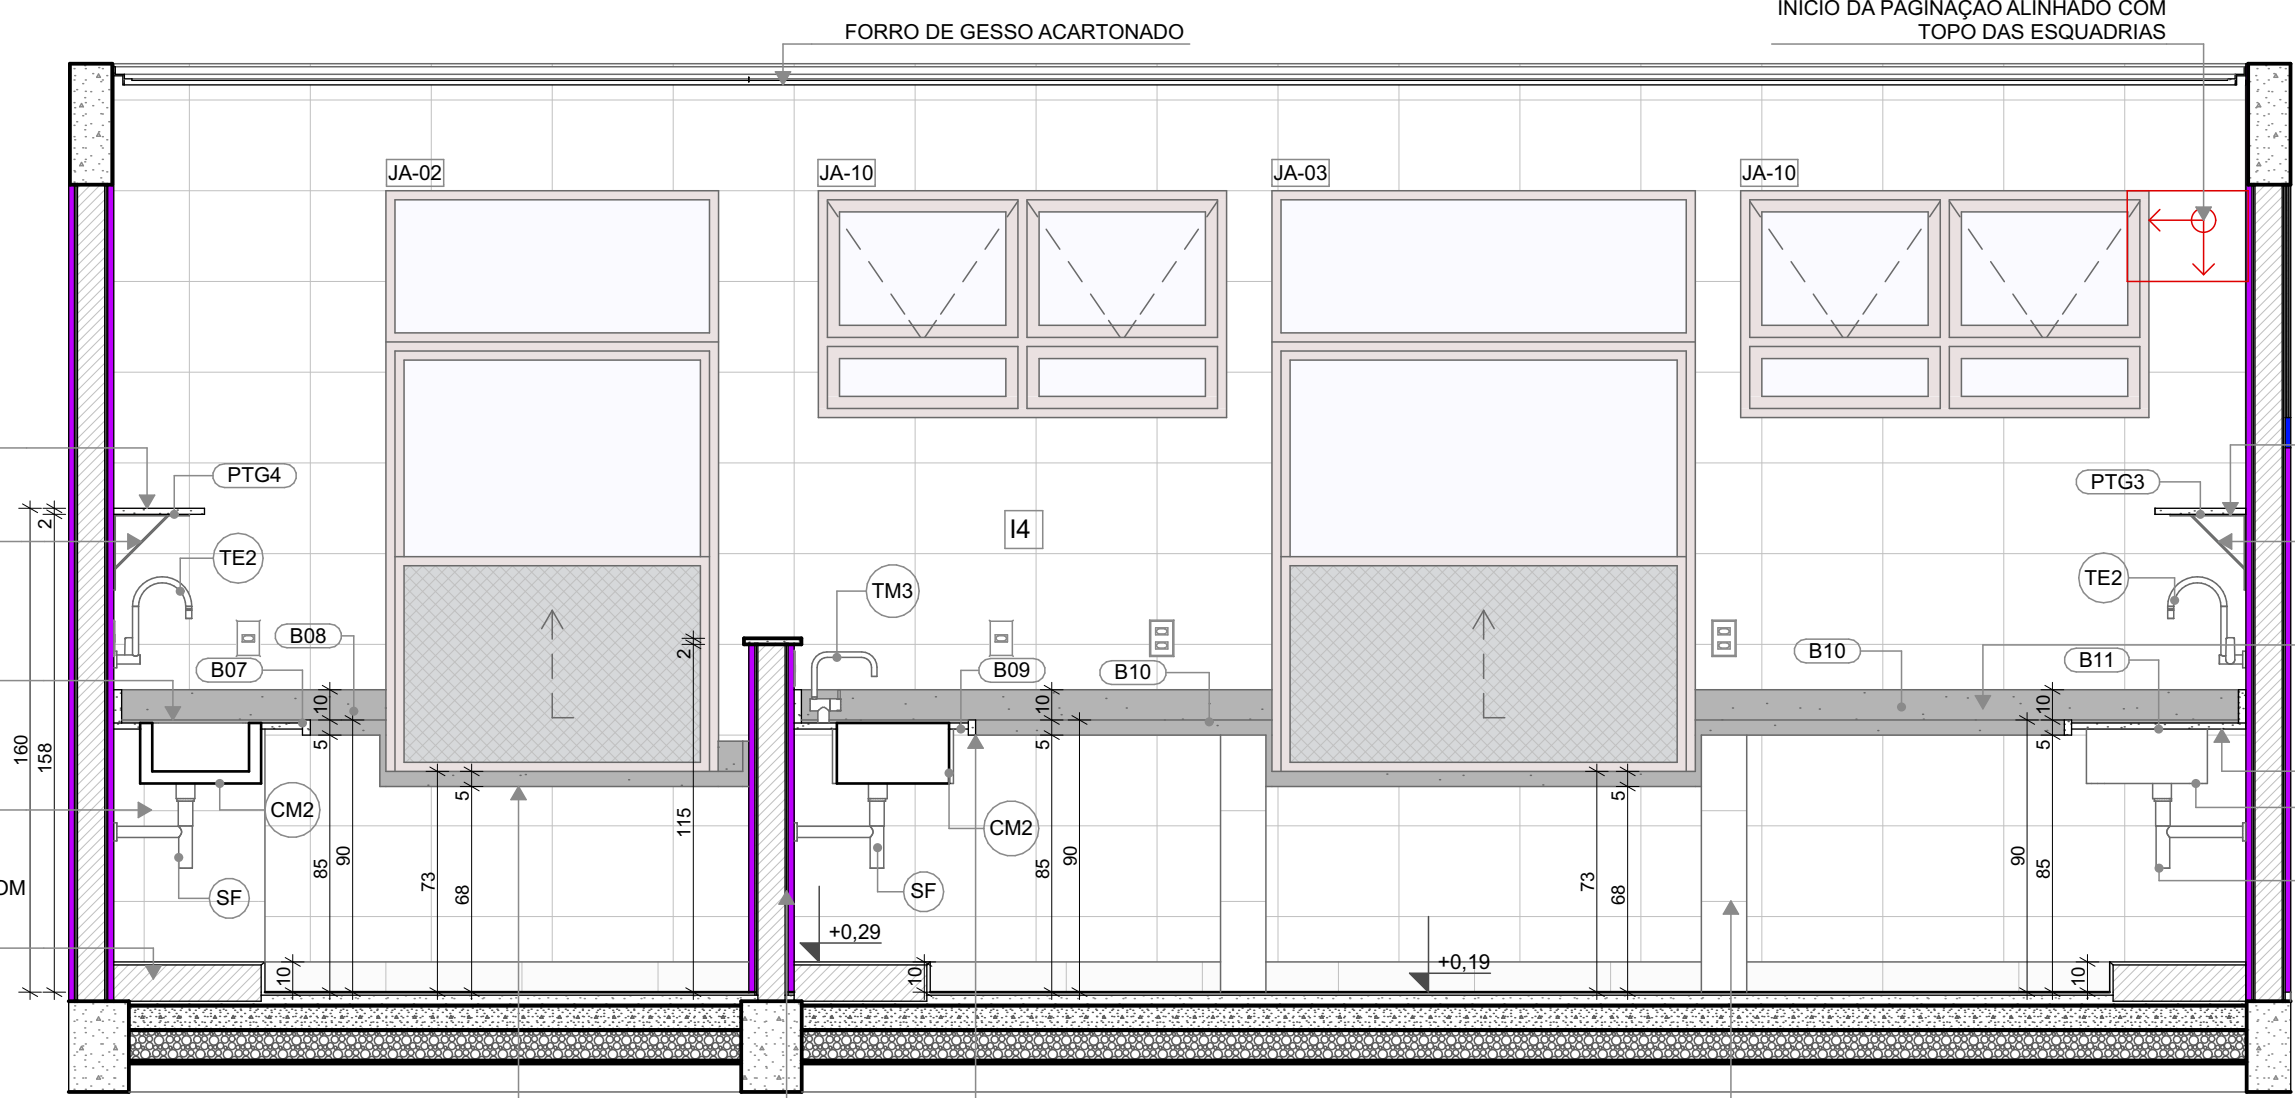 INÍCIO DA PAGINAÇÃO ALINHADO COM
TOPO DAS ESQUADRIAS
FORRO DE GESSO ACARTONADO
JA-02
JA-10
JA-03
JA-10
PTG4
PTG3
2
I4
TE2
TE2
TM3
B08
B07
2
B09
B10
B10
B11
10
10
10
5
5
5
160
158
5
5
CM2
CM2
115
85
90
73
68
85
90
73
68
90
85
OM
SF
SF
+0,29
+0,19
10
10
10